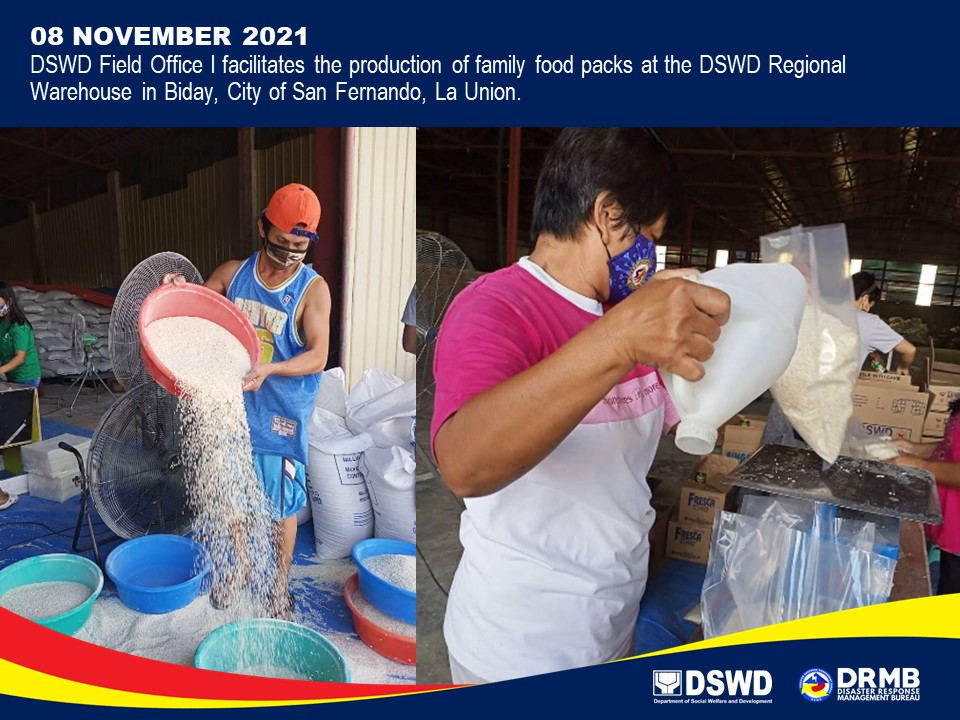 08 NOVEMBER 2021
DSWD Field Office I facilitates the production of family food packs at the DSWD Regional
Warehouse in Biday, City of San Fernando, La Union.
FRESCA
DSWD
DSWD
Department of Social Welfare and Development
DRMB
DISASTER RESPONSE
MANAGEMENT BUREAU